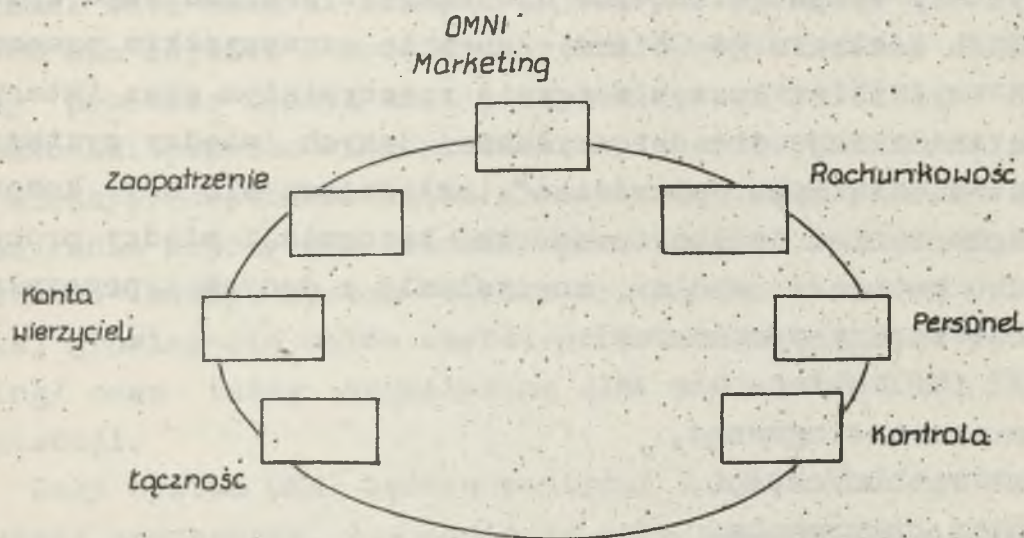 OMNI
Marketing
Zaopatrzenie
Rachunkowość
Konta
wierzycieli
Personel
Łączność
Kontrola